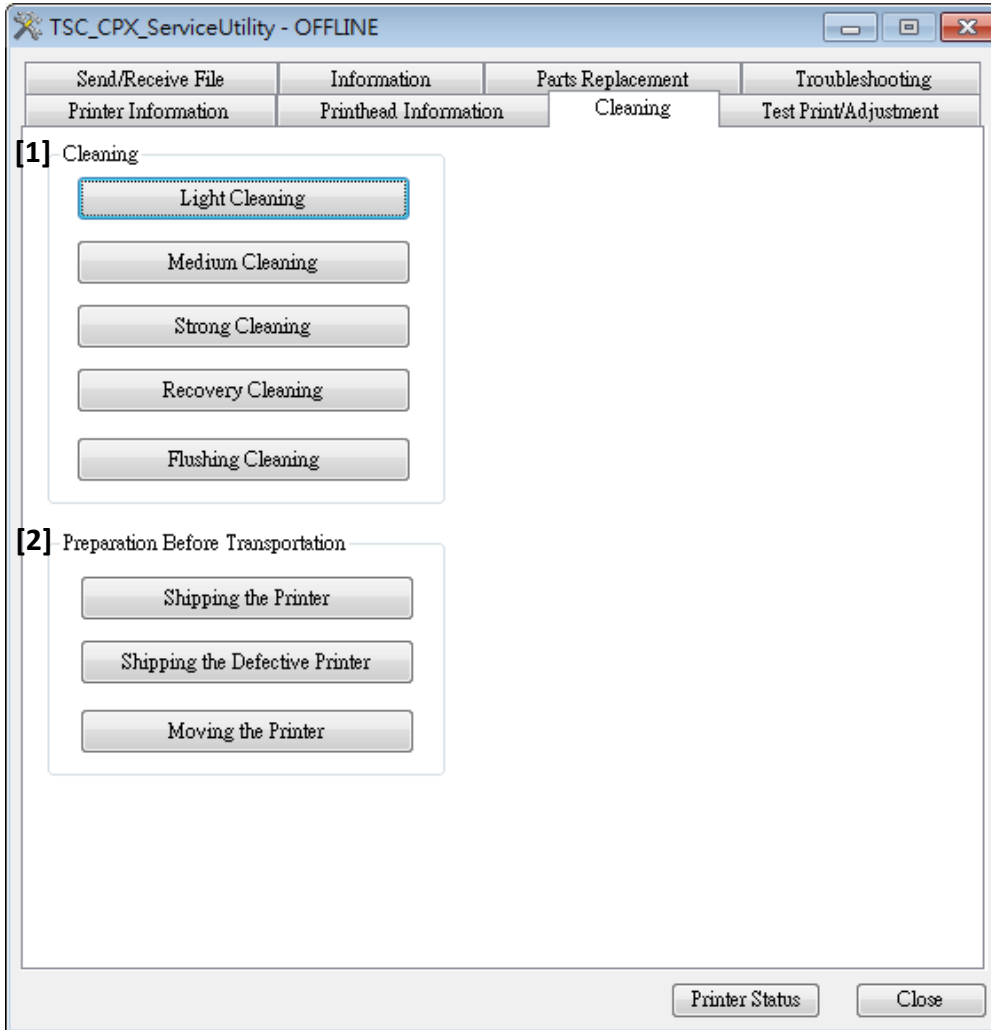 TSC_CPX_ServiceUtility - OFFLINE
Send/Receive File Information Parts Replacement Troubleshooting
Printer Information Printhead Information Cleaning Test Print/Adjustment
[1] Cleaning
Light Cleaning
Medium Cleaning
Strong Cleaning
Recovery Cleaning
Flushing Cleaning
[2] Preparation Before Transportation
Shipping the Printer
Shipping the Defective Printer
Moving the Printer
Printer Status Close